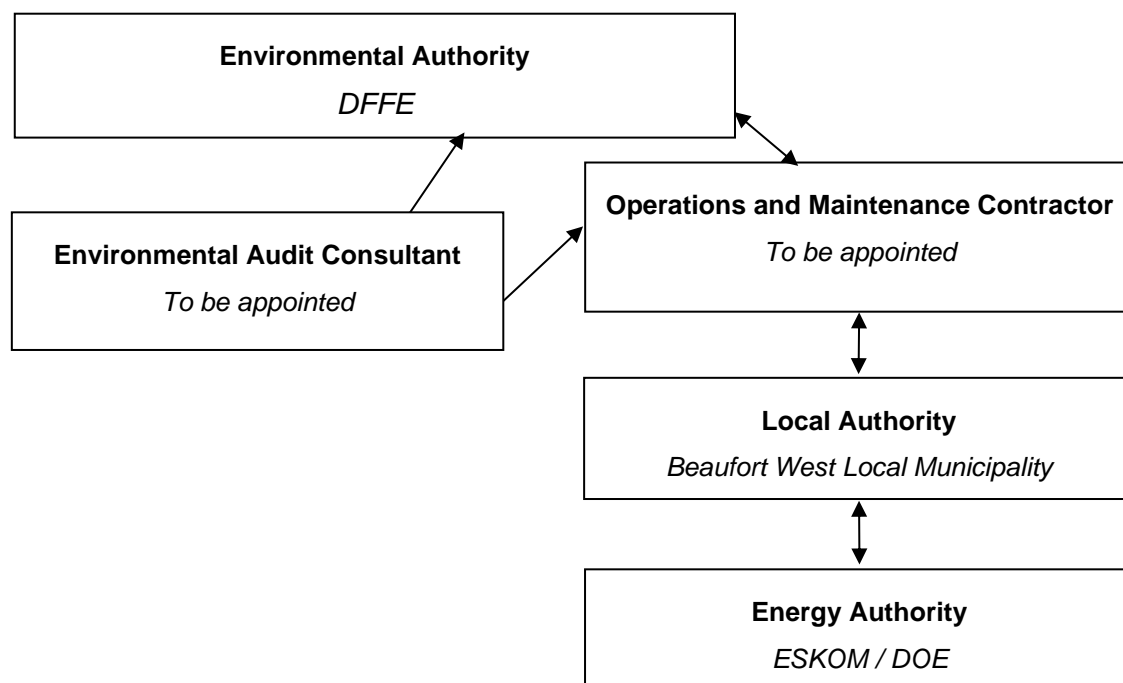 Environmental Authority
DFFE
Operations and Maintenance Contractor
To be appointed
Environmental Audit Consultant
To be appointed
Local Authority
Beaufort West Local Municipality
Energy Authority
ESKOM / DOE